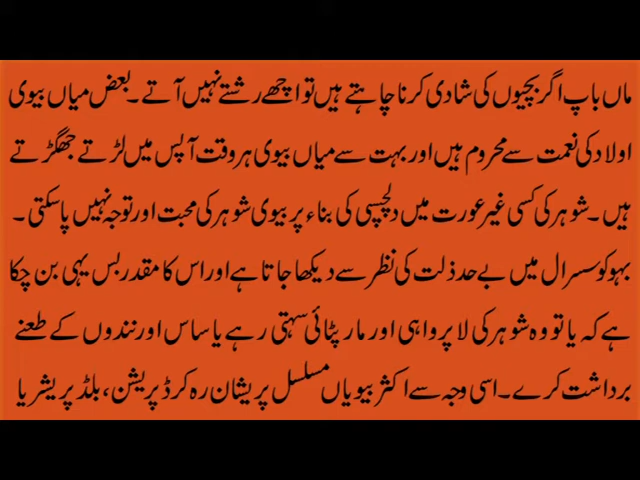 ماں باپ اگر بچیوں کی شادی کرنا چاہتے ہیں تو اچھے رشتے نہیں آتے۔ بعض میاں بیوی
اولاد کی نعمت سے محروم ہیں اور بہت سے میاں بیوی ہر وقت آپس میں لڑتے جھگڑتے
ہیں۔ شوہر کی کسی غیر عورت میں دلچسپی کی بناء پر بیوی شوہر کی محبت اور توجہ نہیں پاسکتی۔
بہو کو سسرال میں بے حد ذلت کی نظر سے دیکھا جاتا ہے اور اس کا مقدر بس یہی بن چکا
ہے کہ یا تو وہ شوہر کی لاپرواہی اور مار پٹائی سہتی رہے یا ساس اور نندوں کے طعنے
برداشت کرے۔ اسی وجہ سے اکثر بیویاں مسلسل پریشان رہ کر ڈپریشن، بلڈ پریشر یا